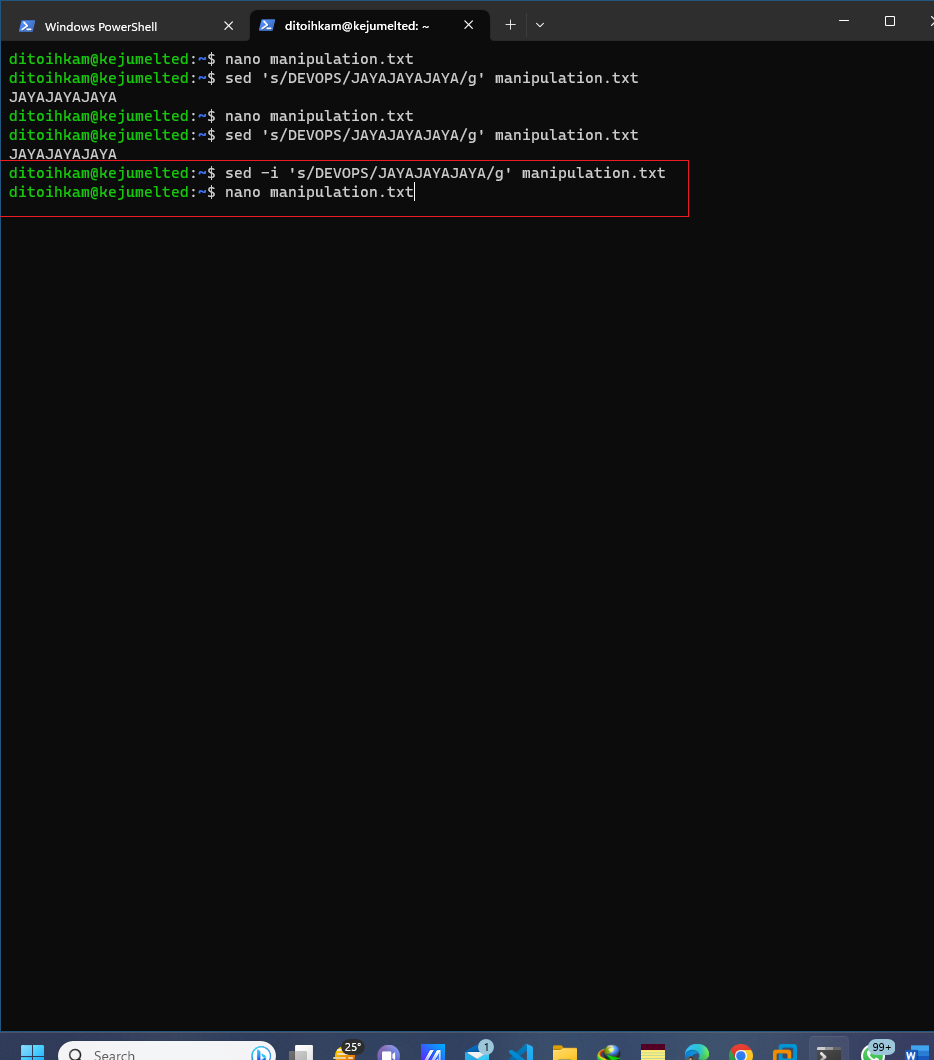 Windows PowerShell
ditoihkam@kejumelted: ~
ditoihkam@kejumelted:~$ nano manipulation.txt
ditoihkam@kejumelted:~$ sed 's/DEVOPS/JAYAJAYAJAYA/g' manipulation.txt
JAYAJAYAJAYA
ditoihkam@kejumelted:~$ nano manipulation.txt
ditoihkam@kejumelted:~$ sed 's/DEVOPS/JAYAJAYAJAYA/g' manipulation.txt
JAYAJAYAJAYA
ditoihkam@kejumelted:~$ sed -i 's/DEVOPS/JAYAJAYAJAYA/g' manipulation.txt
ditoihkam@kejumelted:~$ nano manipulation.txt
Search
25°
1
99+